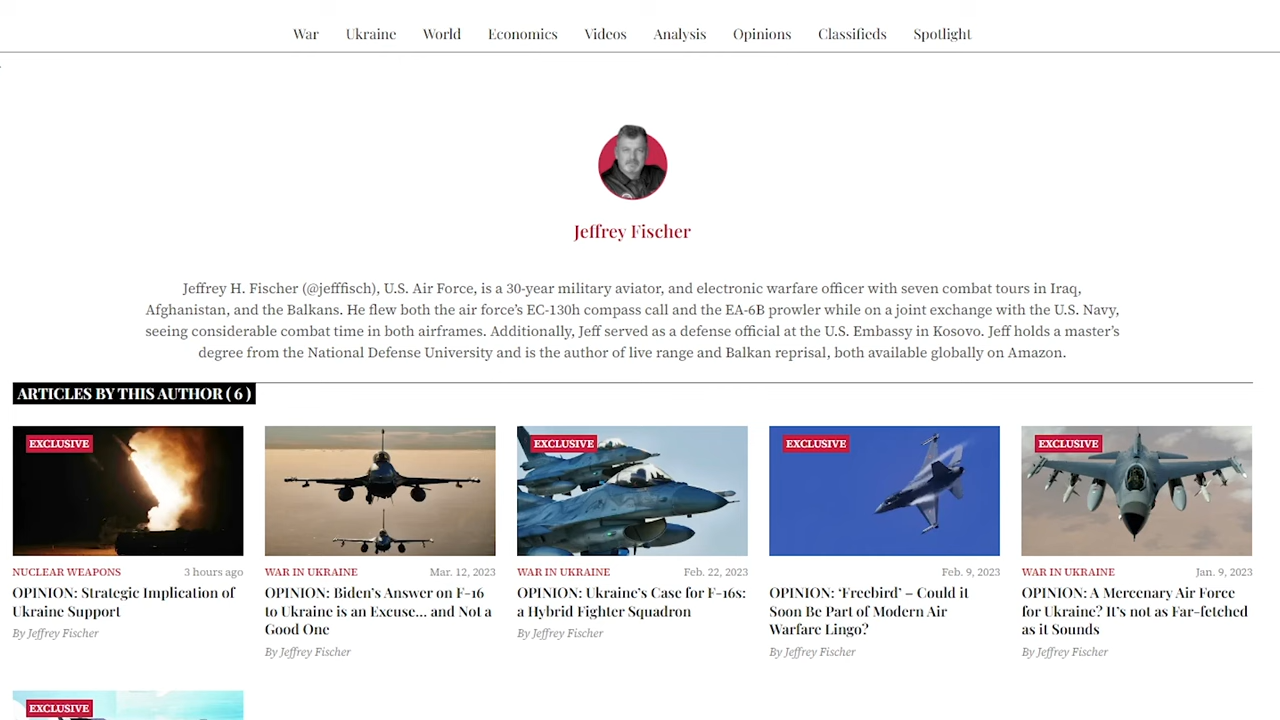 War Ukraine World Economics Videos Analysis Opinions Classifieds Spotlight
Jeffrey Fischer
Jeffrey H. Fischer (@jefffisch), U.S. Air Force, is a 30-year military aviator, and electronic warfare officer with seven combat tours in Iraq,
Afghanistan, and the Balkans. He flew both the air force’s EC-130h compass call and the EA-6B prowler while on a joint exchange with the U.S. Navy,
seeing considerable combat time in both airframes. Additionally, Jeff served as a defense official at the U.S. Embassy in Kosovo. Jeff holds a master’s
degree from the National Defense University and is the author of live range and Balkan reprisal, both available globally on Amazon.
ARTICLES BY THIS AUTHOR ( 6 )
EXCLUSIVE
NUCLEAR WEAPONS 3 hours ago
OPINION: Strategic Implication of
Ukraine Support
By Jeffrey Fischer
WAR IN UKRAINE Mar. 12, 2023
OPINION: Biden’s Answer on F-16
to Ukraine is an Excuse… and Not a
Good One
By Jeffrey Fischer
EXCLUSIVE
WAR IN UKRAINE Feb. 22, 2023
OPINION: Ukraine’s Case for F-16s:
a Hybrid Fighter Squadron
By Jeffrey Fischer
EXCLUSIVE
Feb. 9, 2023
OPINION: ‘Freebird’ – Could it
Soon Be Part of Modern Air
Warfare Lingo?
By Jeffrey Fischer
EXCLUSIVE
WAR IN UKRAINE Jan. 9, 2023
OPINION: A Mercenary Air Force
for Ukraine? It’s not as Far-fetched
as it Sounds
By Jeffrey Fischer
EXCLUSIVE